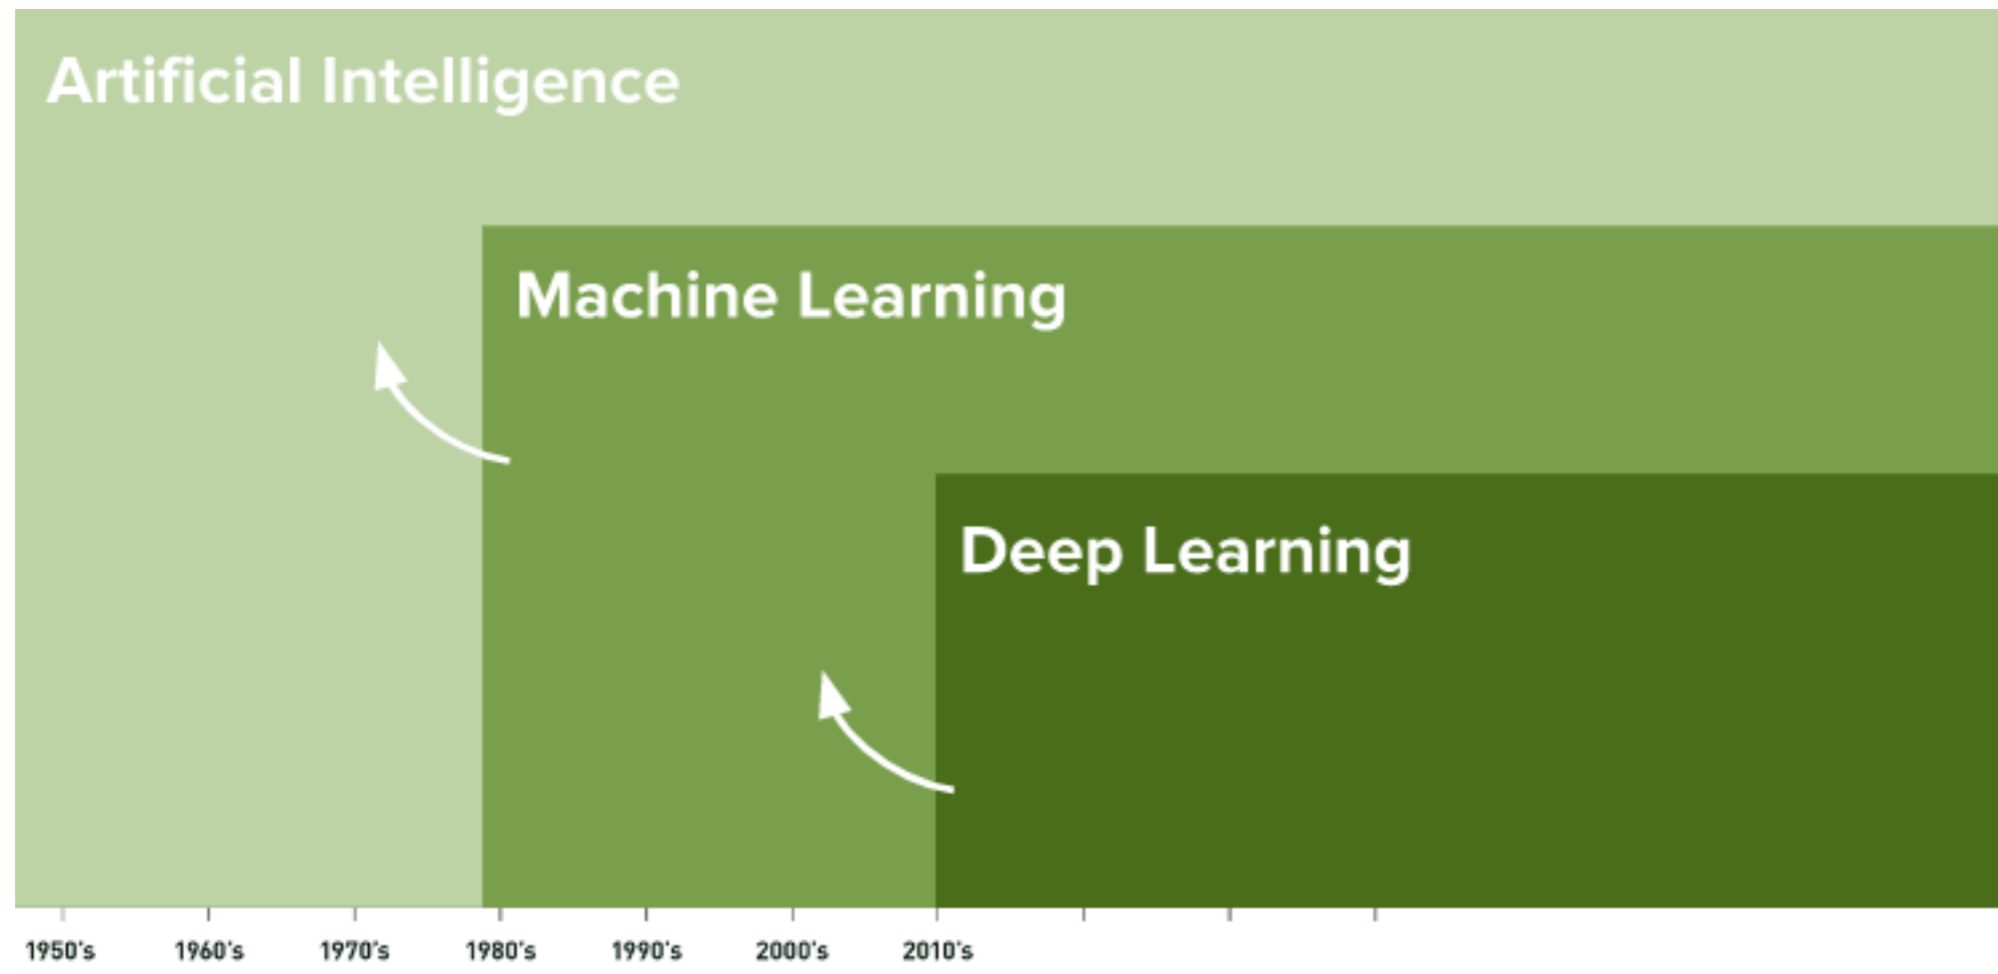 Artificial Intelligence
Machine Learning
Deep Learning
1950's 1960's 1970's 1980's 1990's 2000's 2010's